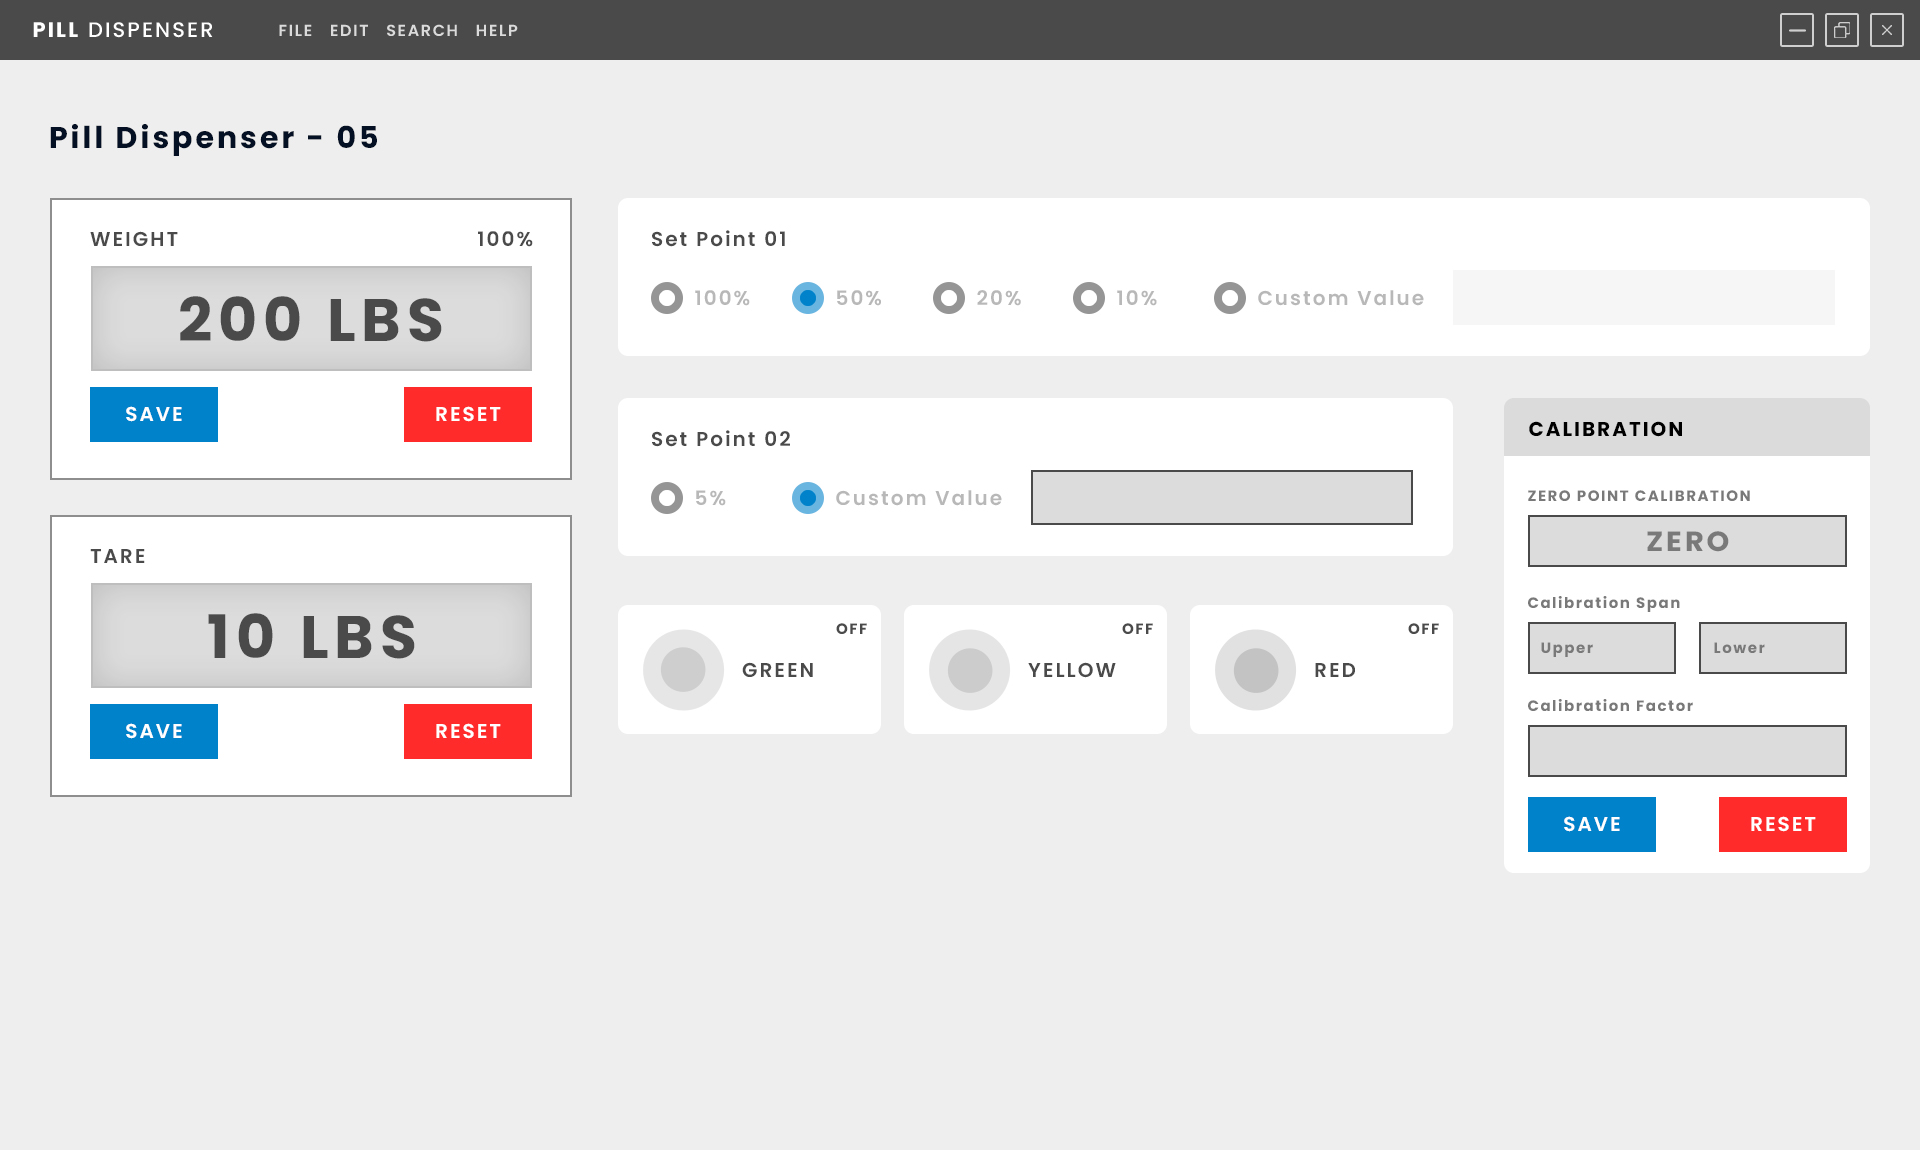 PILL DISPENSER FILE EDIT SEARCH HELP
Pill Dispenser - 05
WEIGHT 100%
200 LBS
SAVE RESET
TARE
10 LBS
SAVE RESET
Set Point 01
100% 50% 20% 10% Custom Value
Set Point 02
5% Custom Value
OFF
GREEN
OFF
YELLOW
OFF
RED
CALIBRATION
ZERO POINT CALIBRATION
ZERO
Calibration Span
Upper Lower
Calibration Factor
SAVE RESET